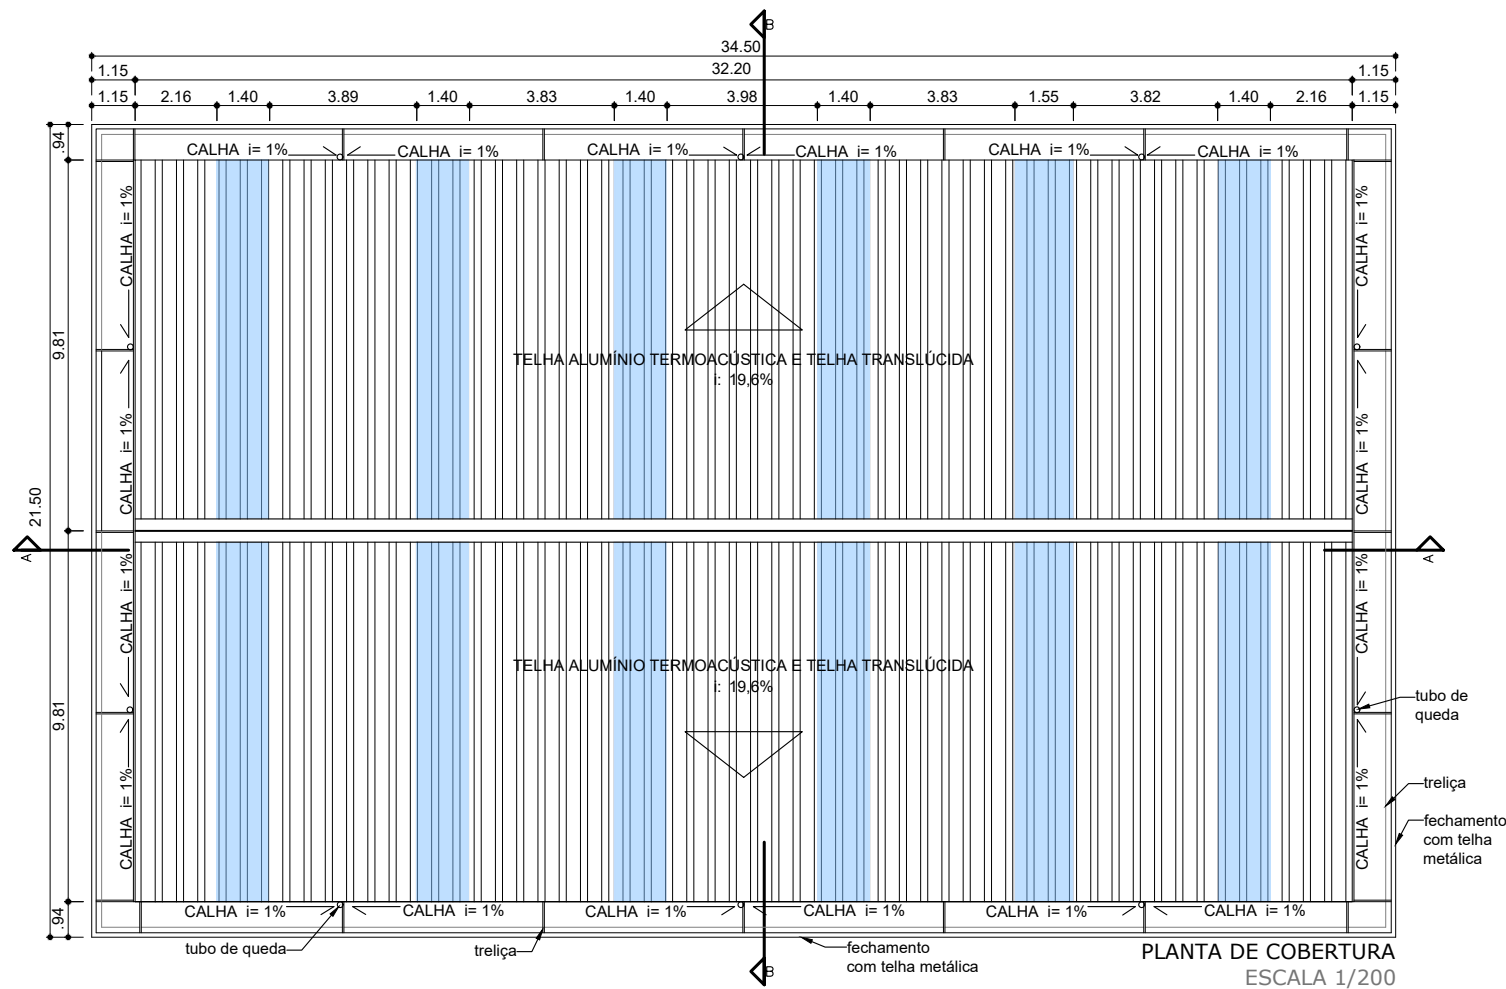 B
34.50
1.15 32.20 1.15
1.15 2.16 1.40 3.89 1.40 3.83 1.40 3.98 1.40 3.83 1.55 3.82 1.40 2.16 1.15
.94
CALHA i= 1% CALHA i= 1% CALHA i= 1% CALHA i= 1% CALHA i= 1% CALHA i= 1%
CALHA i= 1%
CALHA i= 1%
9.81
TELHA ALUMÍNIO TERMOACÚSTICA E TELHA TRANSLÚCIDA
i: 19,6%
CALHA i= 1%
CALHA i= 1%
21.50
A
A
CALHA i= 1%
CALHA i= 1%
TELHA ALUMÍNIO TERMOACÚSTICA E TELHA TRANSLÚCIDA
i: 19,6%
9.81
tubo de
queda
CALHA i= 1%
CALHA i= 1%
treliça
fechamento
com telha
metálica
.94
CALHA i= 1% CALHA i= 1% CALHA i= 1% CALHA i= 1% CALHA i= 1% CALHA i= 1%
tubo de queda
treliça
fechamento
com telha metálica
B
PLANTA DE COBERTURA
ESCALA 1/200